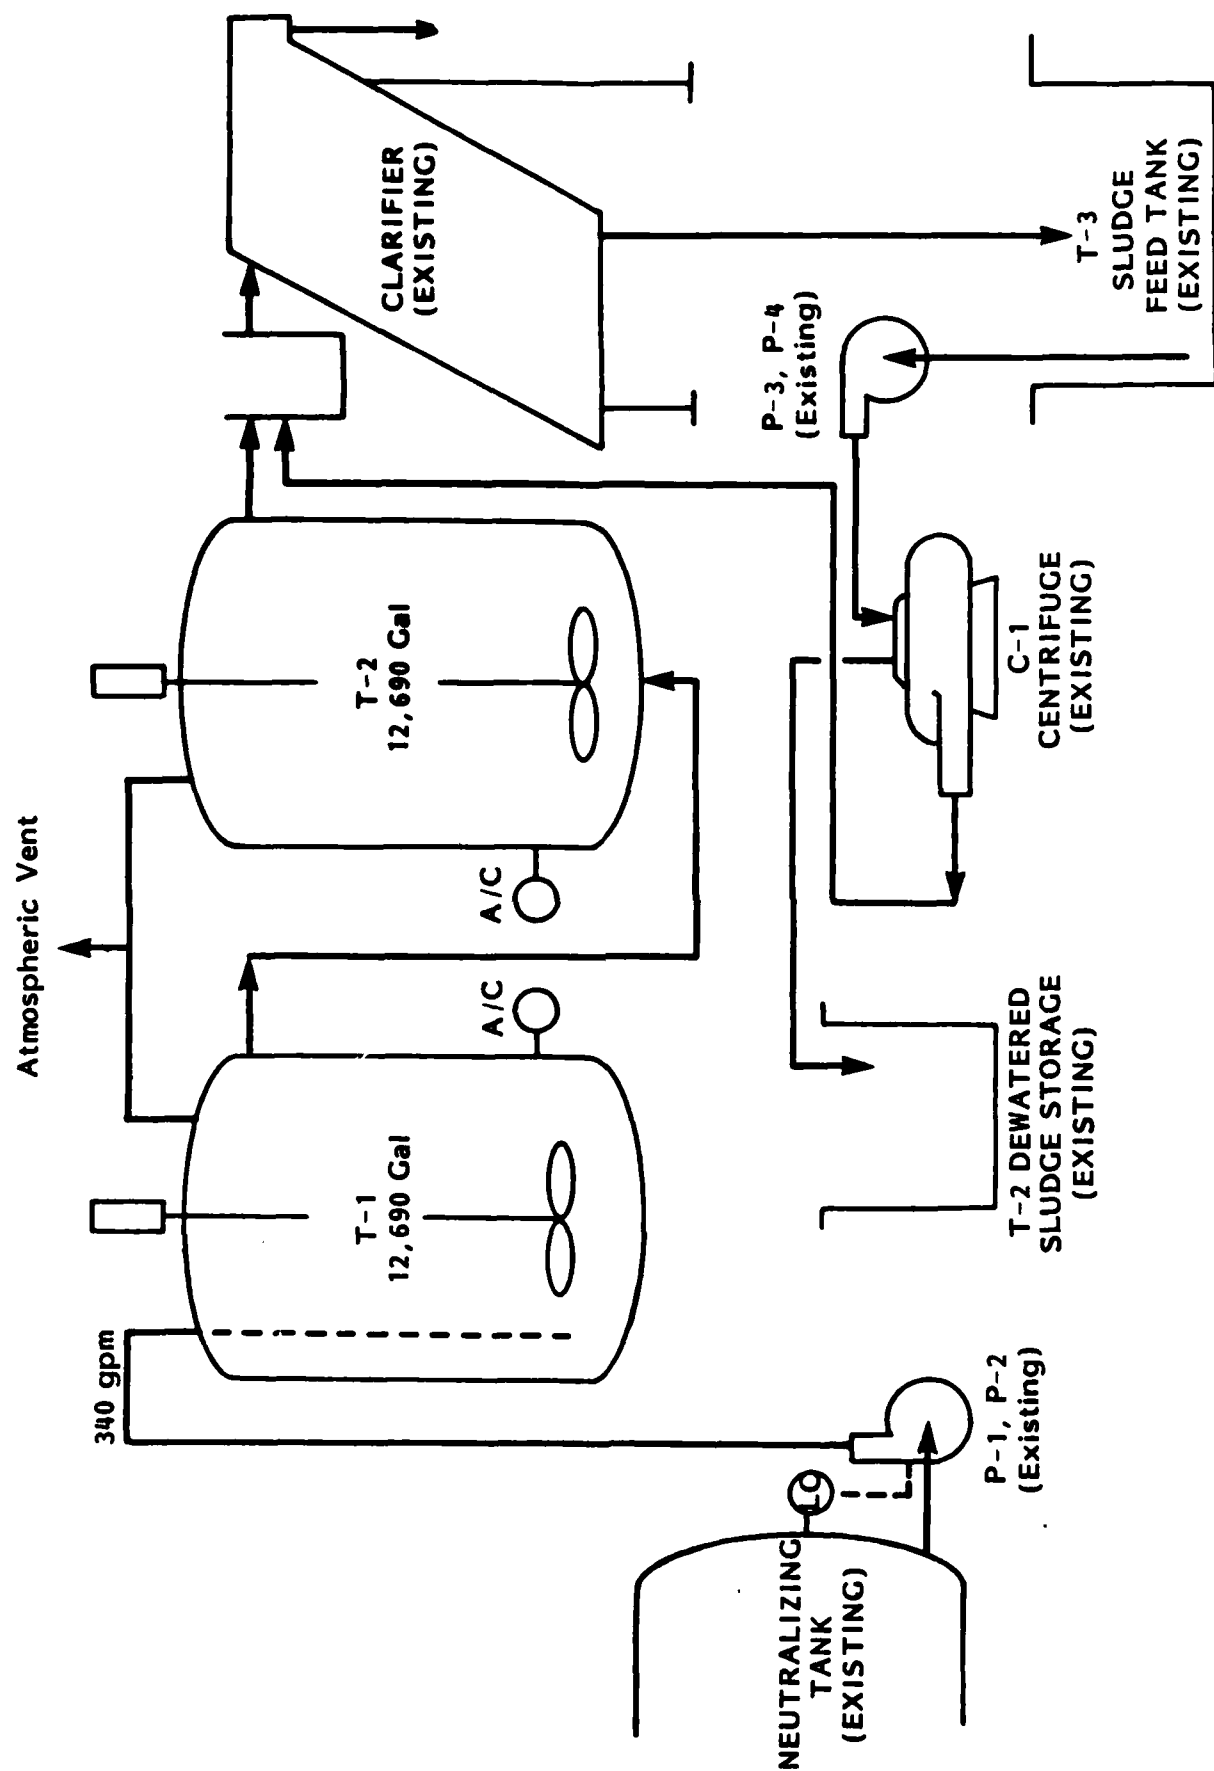 Atmospheric Vent
340 gpm
T-1
12,690 Gal
A/C
A/C
T-2
12,690 Gal
CLARIFIER
(EXISTING)
NEUTRALIZING
TANK
(EXISTING)
LC
P-1, P-2
(Existing)
T-2 DEWATERED
SLUDGE STORAGE
(EXISTING)
C-1
CENTRIFUGE
(EXISTING)
P-3, P-4
(Existing)
T-3
SLUDGE
FEED TANK
(EXISTING)